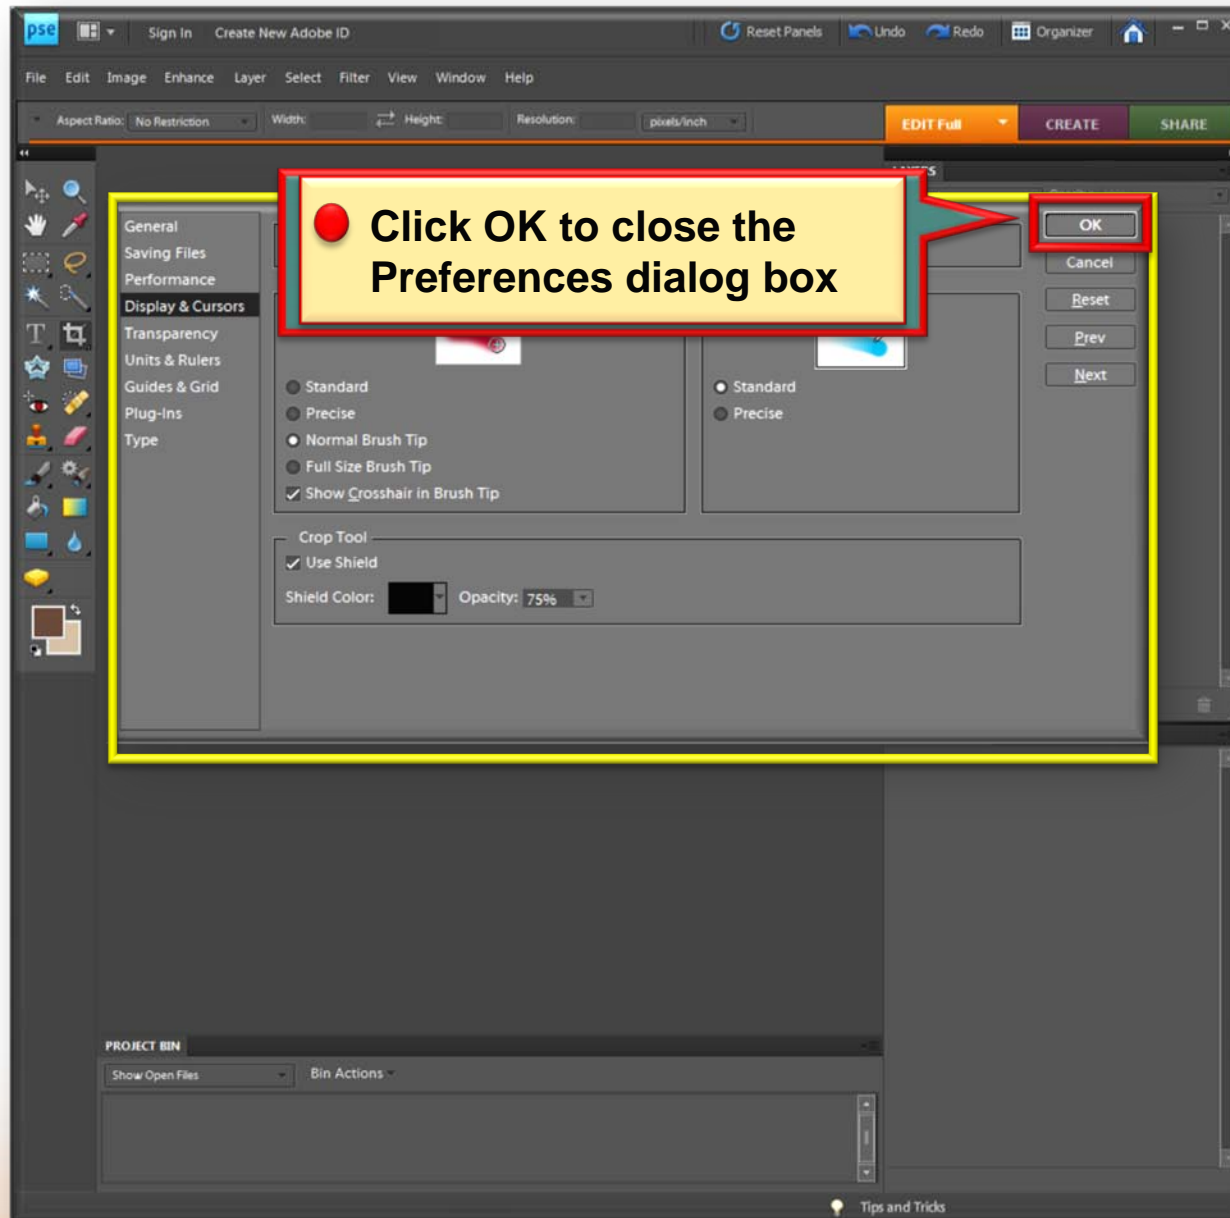 pse Sign In Create New Adobe ID Reset Panels Undo Redo Organizer
File Edit Image Enhance Layer Select Filter View Window Help
Aspect Ratio: No Restriction Width: Height: Resolution: pixels/inch EDIT Full CREATE SHARE
Click OK to close the
Preferences dialog box
General
Saving Files
Performance
Display & Cursors
Transparency
Units & Rulers
Guides & Grid
Plug-Ins
Type
Standard
Precise
Normal Brush Tip
Full Size Brush Tip
Show Crosshair in Brush Tip
Standard
Precise
OK
Cancel
Reset
Prev
Next
Crop Tool
Use Shield
Shield Color: Opacity: 75%
PROJECT BIN
Show Open Files Bin Actions
Tips and Tricks